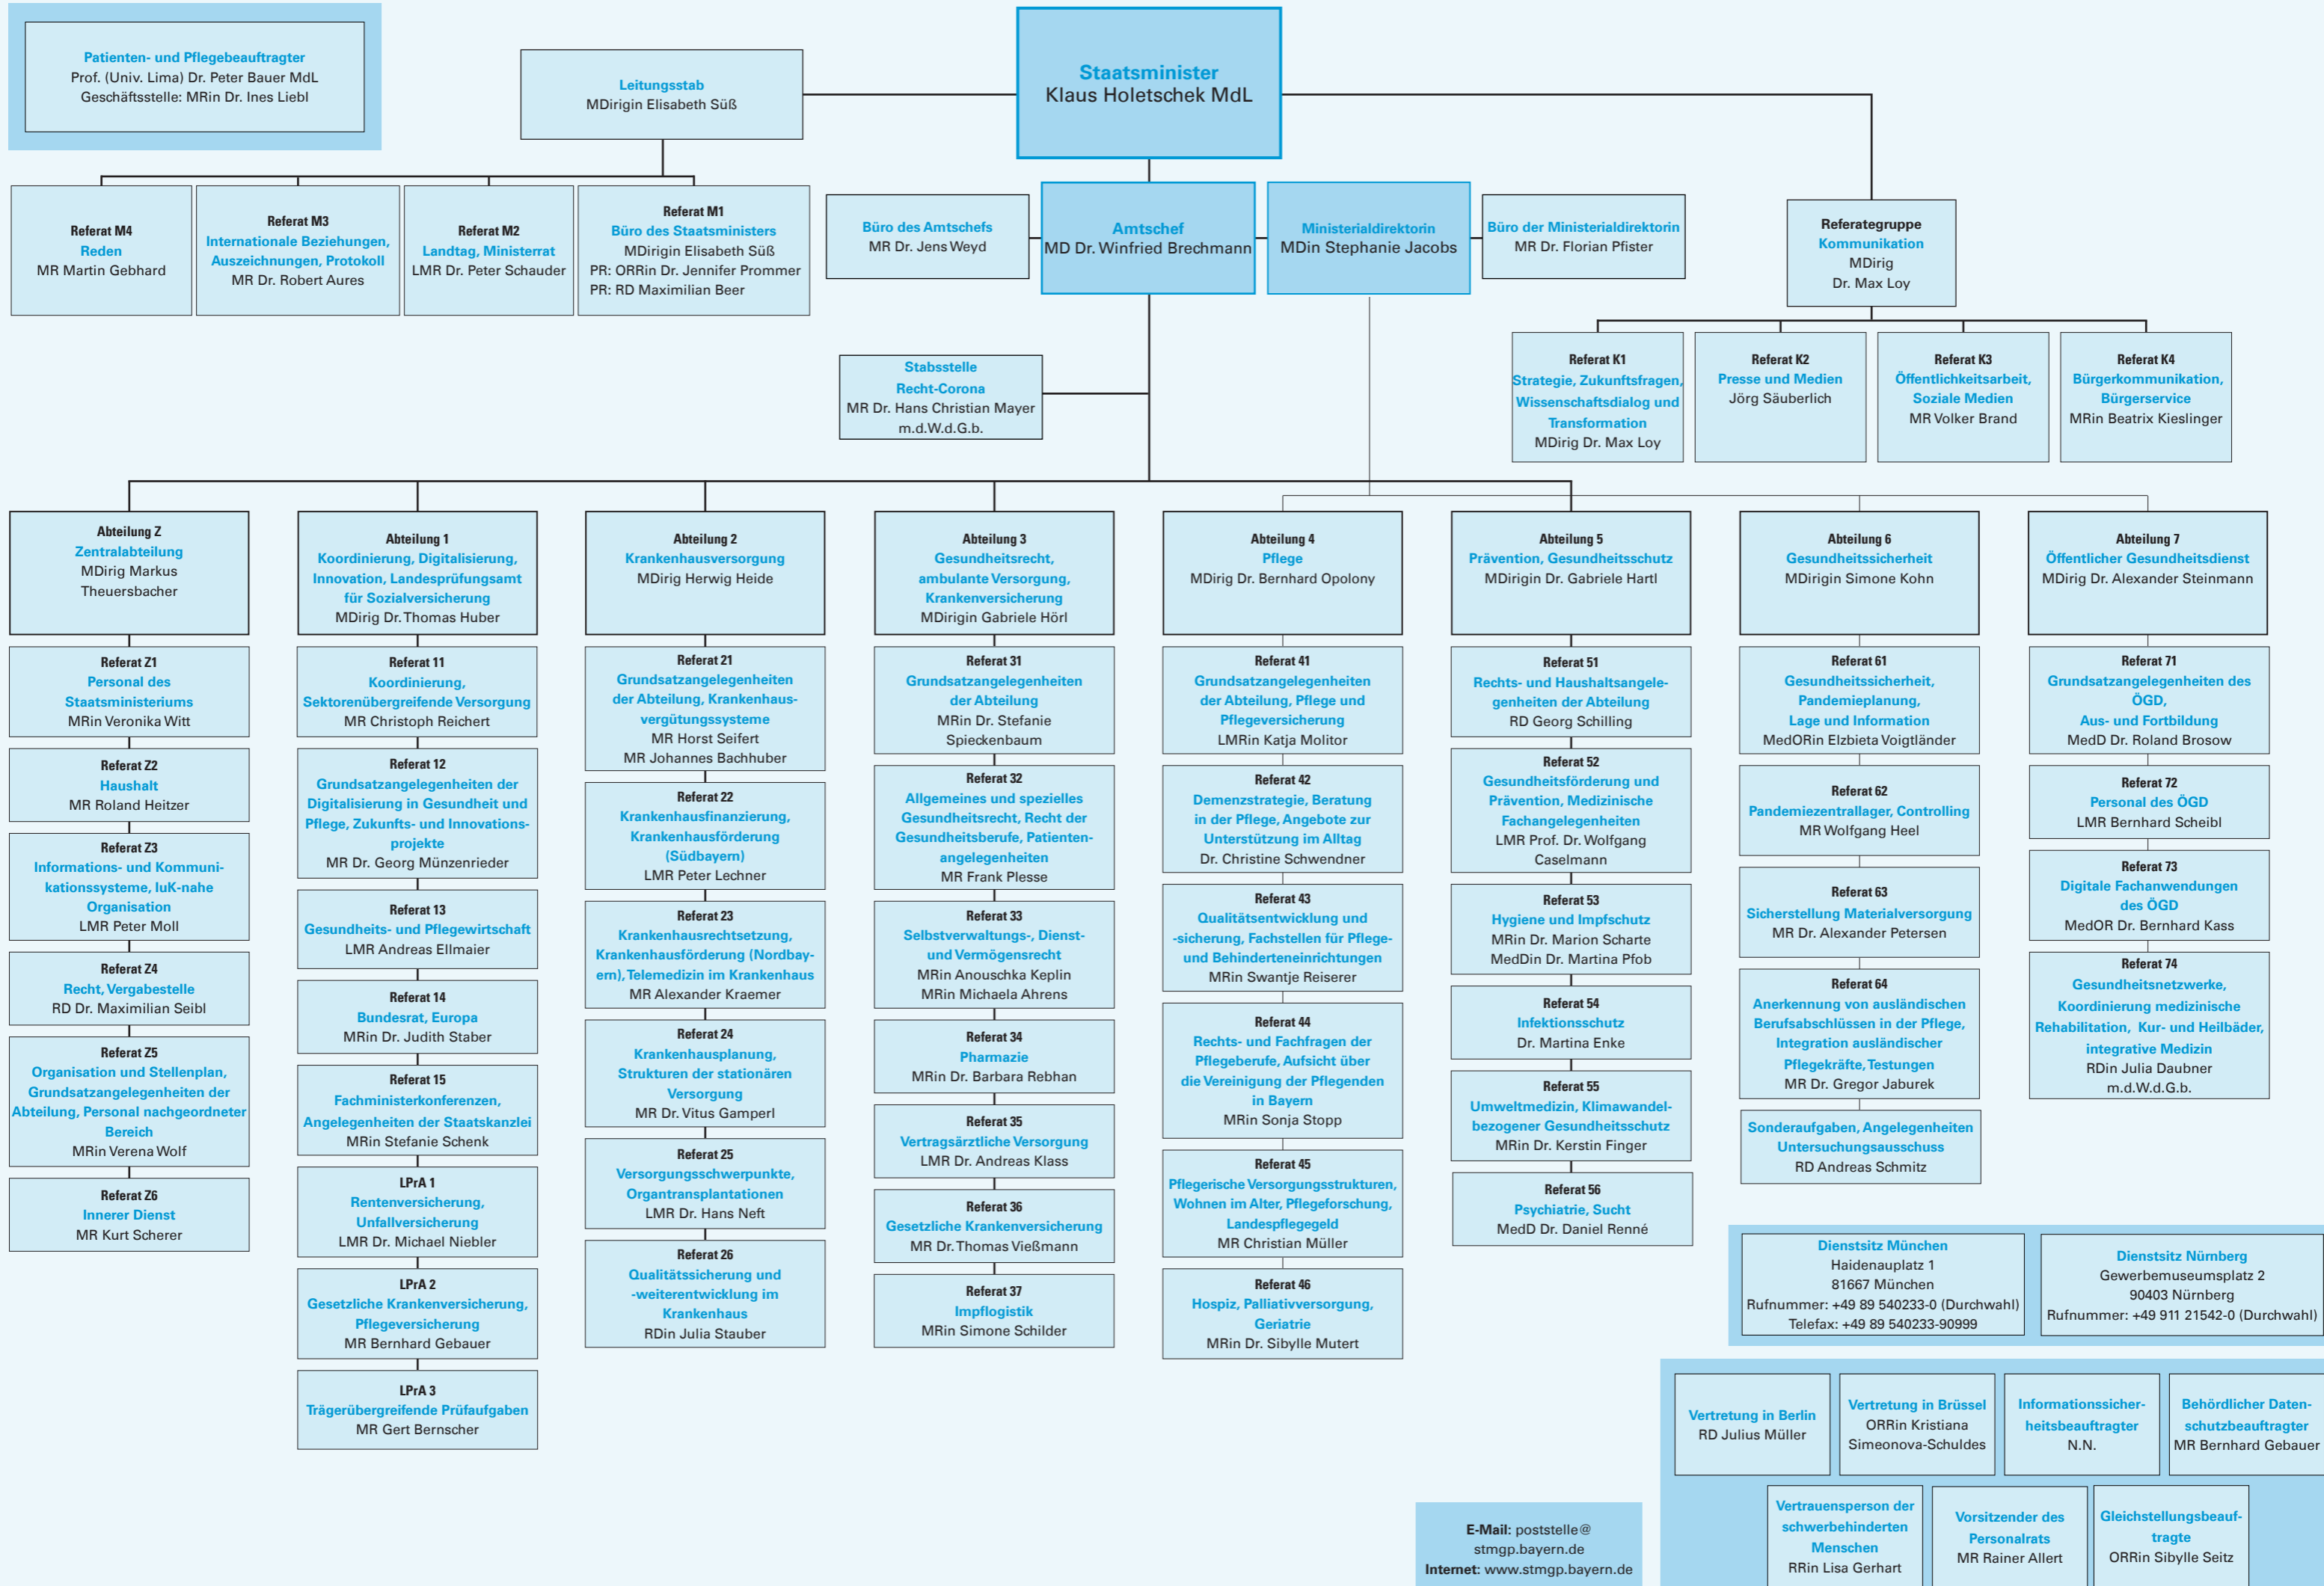 Patienten- und Pflegebeauftragter
Prof. (Univ. Lima) Dr. Peter Bauer MdL
Geschäftsstelle: MRin Dr. Ines Liebl
Leitungsstab
MDirigin Elisabeth Süß
Staatsminister
Klaus Holetschek MdL
Referat M4
Reden
MR Martin Gebhard
Referat M3
Internationale Beziehungen,
Auszeichnungen, Protokoll
MR Dr. Robert Aures
Referat M2
Landtag, Ministerrat
LMR Dr. Peter Schauder
Referat M1
Büro des Staatsministers
MDirigin Elisabeth Süß
PR: ORRin Dr. Jennifer Prommer
PR: RD Maximilian Beer
Büro des Amtschefs
MR Dr. Jens Weyd
Amtschef
MD Dr. Winfried Brechmann
Ministerialdirektorin
MDin Stephanie Jacobs
Büro der Ministerialdirektorin
MR Dr. Florian Pfister
Referategruppe
Kommunikation
MDirig
Dr. Max Loy
Stabsstelle
Recht-Corona
MR Dr. Hans Christian Mayer
m.d.W.d.G.b.
Referat K1
Strategie, Zukunftsfragen,
Wissenschaftsdialog und
Transformation
MDirig Dr. Max Loy
Referat K2
Presse und Medien
Jörg Säuberlich
Referat K3
Öffentlichkeitsarbeit,
Soziale Medien
MR Volker Brand
Referat K4
Bürgerkommunikation,
Bürgerservice
MRin Beatrix Kieslinger
Abteilung Z
Zentralabteilung
MDirig Markus
Theuersbacher
Referat Z1
Personal des
Staatsministeriums
MRin Veronika Witt
Referat Z2
Haushalt
MR Roland Heitzer
Referat Z3
Informations- und Kommuni-
kationssysteme, IuK-nahe
Organisation
LMR Peter Moll
Referat Z4
Recht, Vergabestelle
RD Dr. Maximilian Seibl
Referat Z5
Organisation und Stellenplan,
Grundsatzangelegenheiten der
Abteilung, Personal nachgeordneter
Bereich
MRin Verena Wolf
Referat Z6
Innerer Dienst
MR Kurt Scherer
Abteilung 1
Koordinierung, Digitalisierung,
Innovation, Landesprüfungsamt
für Sozialversicherung
MDirig Dr. Thomas Huber
Referat 11
Koordinierung,
Sektorenübergreifende Versorgung
MR Christoph Reichert
Referat 12
Grundsatzangelegenheiten der
Digitalisierung in Gesundheit und
Pflege, Zukunfts- und Innovations-
projekte
MR Dr. Georg Münzenrieder
Referat 13
Gesundheits- und Pflegewirtschaft
LMR Andreas Ellmaier
Referat 14
Bundesrat, Europa
MRin Dr. Judith Staber
Referat 15
Fachministerkonferenzen,
Angelegenheiten der Staatskanzlei
MRin Stefanie Schenk
LPrA 1
Rentenversicherung,
Unfallversicherung
LMR Dr. Michael Niebler
LPrA 2
Gesetzliche Krankenversicherung,
Pflegeversicherung
MR Bernhard Gebauer
LPrA 3
Trägerübergreifende Prüfaufgaben
MR Gert Bernscher
Abteilung 2
Krankenhausversorgung
MDirig Herwig Heide
Referat 21
Grundsatzangelegenheiten
der Abteilung, Krankenhaus-
vergütungssysteme
MR Horst Seifert
MR Johannes Bachhuber
Referat 22
Krankenhausfinanzierung,
Krankenhausförderung
(Südbayern)
LMR Peter Lechner
Referat 23
Krankenhausrechtsetzung,
Krankenhausförderung (Nordbay-
ern), Telemedizin im Krankenhaus
MR Alexander Kraemer
Referat 24
Krankenhausplanung,
Strukturen der stationären
Versorgung
MR Dr. Vitus Gamperl
Referat 25
Versorgungsschwerpunkte,
Organtransplantationen
LMR Dr. Hans Neft
Referat 26
Qualitätssicherung und
-weiterentwicklung im
Krankenhaus
RDin Julia Stauber
Abteilung 3
Gesundheitsrecht,
ambulante Versorgung,
Krankenversicherung
MDirigin Gabriele Hörl
Referat 31
Grundsatzangelegenheiten
der Abteilung
MRin Dr. Stefanie
Spieckenbaum
Referat 32
Allgemeines und spezielles
Gesundheitsrecht, Recht der
Gesundheitsberufe, Patienten-
angelegenheiten
MR Frank Plesse
Referat 33
Selbstverwaltungs-, Dienst-
und Vermögensrecht
MRin Anouschka Keplin
MRin Michaela Ahrens
Referat 34
Pharmazie
MRin Dr. Barbara Rebhan
Referat 35
Vertragsärztliche Versorgung
LMR Dr. Andreas Klass
Referat 36
Gesetzliche Krankenversicherung
MR Dr. Thomas Vießmann
Referat 37
Impflogistik
MRin Simone Schilder
Abteilung 4
Pflege
MDirig Dr. Bernhard Opolony
Referat 41
Grundsatzangelegenheiten
der Abteilung, Pflege und
Pflegeversicherung
LMRin Katja Molitor
Referat 42
Demenzstrategie, Beratung
in der Pflege, Angebote zur
Unterstützung im Alltag
Dr. Christine Schwendner
Referat 43
Qualitätsentwicklung und
-sicherung, Fachstellen für Pflege-
und Behinderteneinrichtungen
MRin Swantje Reiserer
Referat 44
Rechts- und Fachfragen der
Pflegeberufe, Aufsicht über
die Vereinigung der Pflegenden
in Bayern
MRin Sonja Stopp
Referat 45
Pflegerische Versorgungsstrukturen,
Wohnen im Alter, Pflegeforschung,
Landespflegegeld
MR Christian Müller
Referat 46
Hospiz, Palliativversorgung,
Geriatrie
MRin Dr. Sibylle Mutert
Abteilung 5
Prävention, Gesundheitsschutz
MDirigin Dr. Gabriele Hartl
Referat 51
Rechts- und Haushaltsangele-
genheiten der Abteilung
RD Georg Schilling
Referat 52
Gesundheitsförderung und
Prävention, Medizinische
Fachangelegenheiten
LMR Prof. Dr. Wolfgang
Caselmann
Referat 53
Hygiene und Impfschutz
MRin Dr. Marion Scharte
MedDin Dr. Martina Pfob
Referat 54
Infektionsschutz
Dr. Martina Enke
Referat 55
Umweltmedizin, Klimawandel-
bezogener Gesundheitsschutz
MRin Dr. Kerstin Finger
Referat 56
Psychiatrie, Sucht
MedD Dr. Daniel Renné
Abteilung 6
Gesundheitssicherheit
MDirigin Simone Kohn
Referat 61
Gesundheitssicherheit,
Pandemieplanung,
Lage und Information
MedORin Elzbieta Voigtländer
Referat 62
Pandemiezentrallager, Controlling
MR Wolfgang Heel
Referat 63
Sicherstellung Materialversorgung
MR Dr. Alexander Petersen
Referat 64
Anerkennung von ausländischen
Berufsabschlüssen in der Pflege,
Integration ausländischer
Pflegekräfte, Testungen
MR Dr. Gregor Jaburek
Sonderaufgaben, Angelegenheiten
Untersuchungsausschuss
RD Andreas Schmitz
Abteilung 7
Öffentlicher Gesundheitsdienst
MDirig Dr. Alexander Steinmann
Referat 71
Grundsatzangelegenheiten des
ÖGD,
Aus- und Fortbildung
MedD Dr. Roland Brosow
Referat 72
Personal des ÖGD
LMR Bernhard Scheibl
Referat 73
Digitale Fachanwendungen
des ÖGD
MedOR Dr. Bernhard Kass
Referat 74
Gesundheitsnetzwerke,
Koordinierung medizinische
Rehabilitation, Kur- und Heilbäder,
integrative Medizin
RDin Julia Daubner
m.d.W.d.G.b.
Dienstsitz München
Haidenauplatz 1
81667 München
Rufnummer: +49 89 540233-0 (Durchwahl)
Telefax: +49 89 540233-90999
Dienstsitz Nürnberg
Gewerbemuseumsplatz 2
90403 Nürnberg
Rufnummer: +49 911 21542-0 (Durchwahl)
Vertretung in Berlin
RD Julius Müller
Vertretung in Brüssel
ORRin Kristiana
Simeonova-Schuldes
Informationssicher-
heitsbeauftragter
N.N.
Behördlicher Daten-
schutzbeauftragter
MR Bernhard Gebauer
Vertrauensperson der
schwerbehinderten
Menschen
RRin Lisa Gerhart
Vorsitzender des
Personalrats
MR Rainer Allert
Gleichstellungsbeauf-
tragte
ORRin Sibylle Seitz
E-Mail: poststelle@
stmgp.bayern.de
Internet: www.stmgp.bayern.de